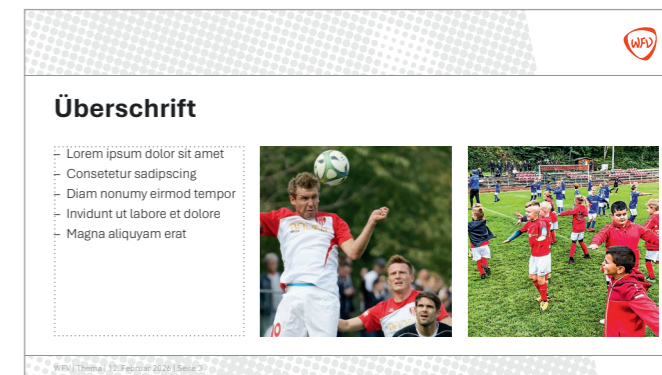 WFV
Überschrift
– Lorem ipsum dolor sit amet
– Consetetur sadipscing
– Diam nonumy eirmod tempor
– Invidunt ut labore et dolore
– Magna aliquyam erat
WFV | Thema | 12. Februar 2026 | Seite 7